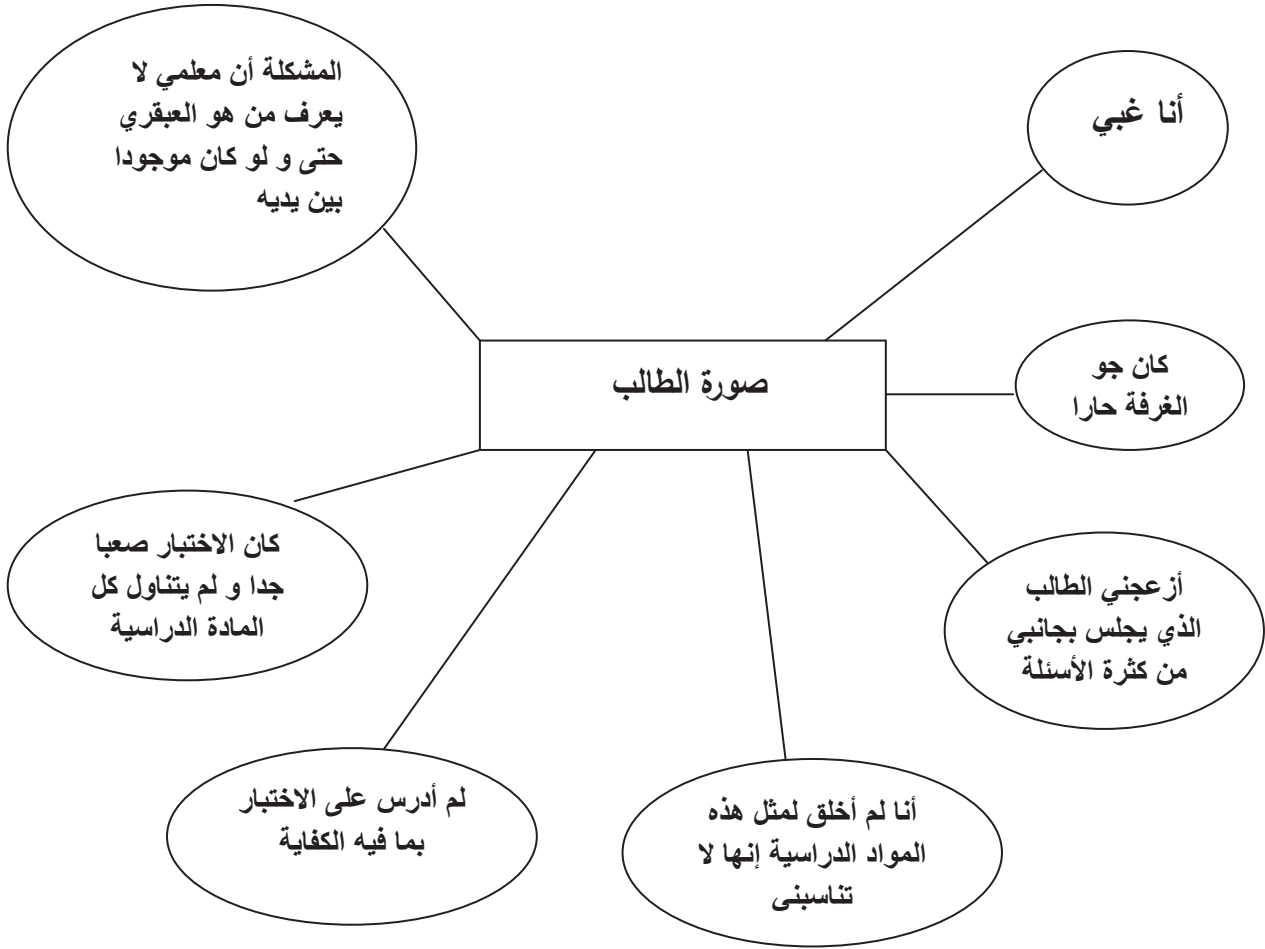 المشكلة أن معلمي لا
يعرف من هو العبقري
حتى و لو كان موجودا
بين يديه
أنا غبي
صورة الطالب
كان جو
الغرفة حارا
كان الاختبار صعبا
جدا و لم يتناول كل
المادة الدراسية
أزعجني الطالب
الذي يجلس بجانبي
من كثرة الأسئلة
لم أدرس على الاختبار
بما فيه الكفاية
أنا لم أخلق لمثل هذه
المواد الدراسية إنها لا
تناسبنى